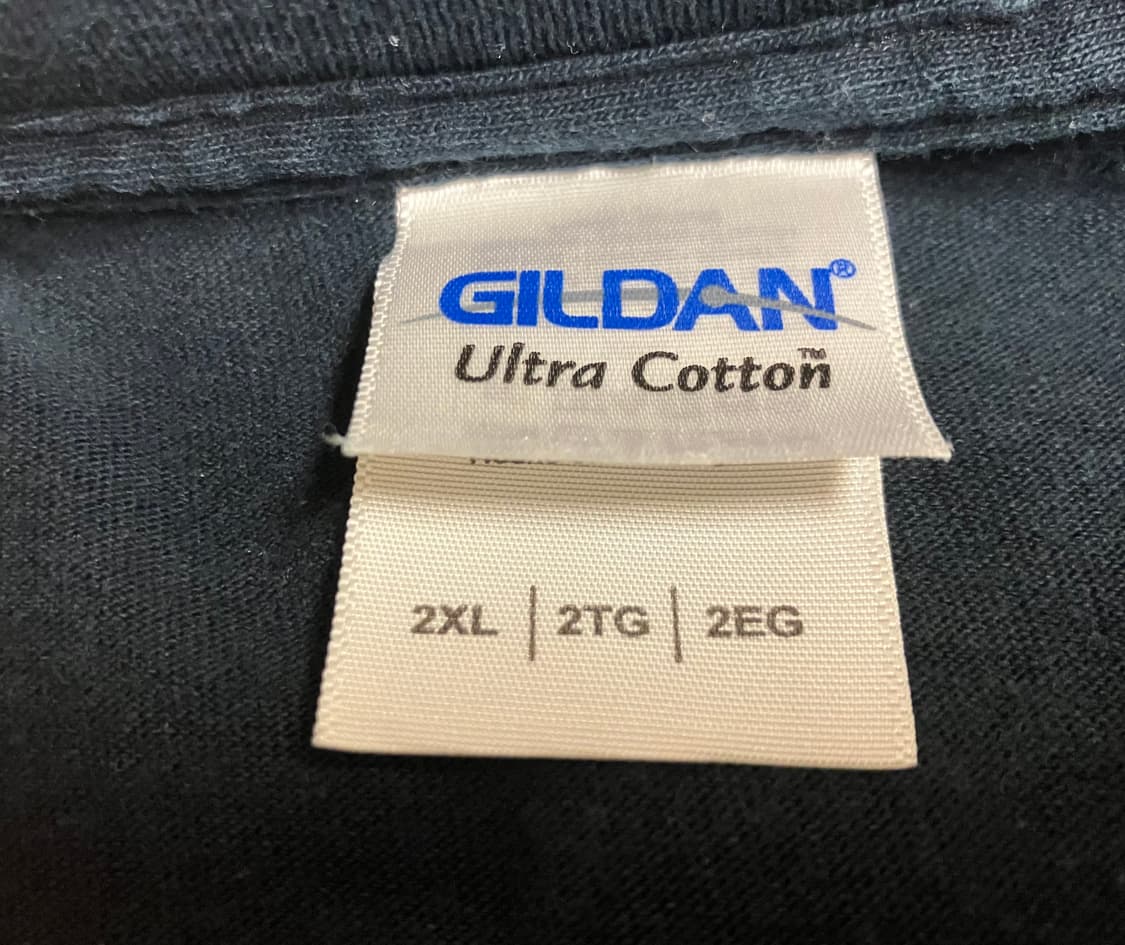 GILDAN®
Ultra Cotton™
2XL | 2TG | 2EG